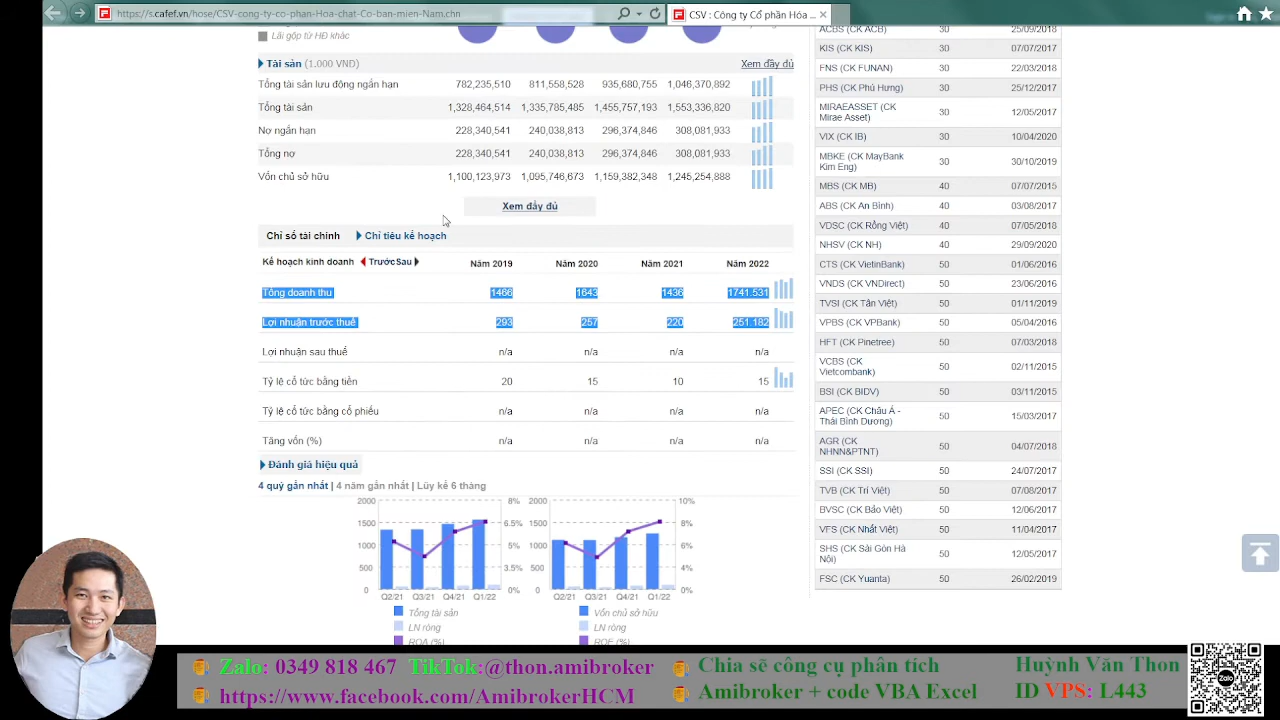 https://s.cafef.vn/hose/CSV-cong-ty-co-phan-Hoa-chat-Co-ban-mien-Nam.chn
CSV : Công ty Cổ phần Hóa ...
Lãi gộp từ HĐ khác
Tài sản (1.000 VNĐ) Xem đầy đủ
Tổng tài sản lưu động ngắn hạn 782,235,510 811,558,528 935,680,755 1,046,370,892
Tổng tài sản 1,328,464,514 1,335,785,485 1,455,757,193 1,553,336,820
Nợ ngắn hạn 228,340,541 240,038,813 296,374,846 308,081,933
Tổng nợ 228,340,541 240,038,813 296,374,846 308,081,933
Vốn chủ sở hữu 1,100,123,973 1,095,746,673 1,159,382,348 1,245,254,888
Xem đầy đủ
Chỉ số tài chính Chỉ tiêu kế hoạch
Kế hoạch kinh doanh Trước Sau Năm 2019 Năm 2020 Năm 2021 Năm 2022
Tổng doanh thu 1466 1643 1436 1741.531
Lợi nhuận trước thuế 293 257 220 251.182
Lợi nhuận sau thuế n/a n/a n/a n/a
Tỷ lệ cổ tức bằng tiền 20 15 10 15
Tỷ lệ cổ tức bằng cổ phiếu n/a n/a n/a n/a
Tăng vốn (%) n/a n/a n/a n/a
Đánh giá hiệu quả
4 quý gần nhất | 4 năm gần nhất | Lũy kế 6 tháng
2000 8% 2000 10%
1500 6.5% 1500 8%
1000 5% 1000 6%
500 3.5% 500 4%
0 0% 0 0%
Q2/21 Q3/21 Q4/21 Q1/22 Q2/21 Q3/21 Q4/21 Q1/22
Tổng tài sản Vốn chủ sở hữu
LN ròng LN ròng
ROA (%) ROE (%)
ACBS (CK ACB) 30 25/09/2018
KIS (CK KIS) 30 07/07/2017
FNS (CK FUNAN) 30 22/03/2018
PHS (CK Phú Hưng) 30 25/12/2017
MIRAEASSET (CK
Mirae Asset) 30 12/05/2017
VIX (CK IB) 30 10/04/2020
MBKE (CK MayBank
Kim Eng) 30 30/10/2019
MBS (CK MB) 40 07/07/2015
ABS (CK An Bình) 40 03/08/2017
VDSC (CK Rồng Việt) 40 07/05/2018
NHSV (CK NH) 40 29/09/2020
CTS (CK VietinBank) 50 01/06/2016
VNDS (CK VNDirect) 50 23/06/2016
TVSI (CK Tân Việt) 50 01/11/2019
VPBS (CK VPBank) 50 05/04/2016
HFT (CK Pinetree) 50 07/03/2018
VCBS (CK
Vietcombank) 50 02/11/2015
BSI (CK BIDV) 50 03/11/2015
APEC (CK Châu Á -
Thái Bình Dương) 50 15/03/2017
AGR (CK
NHNN&PTNT) 50 04/07/2018
SSI (CK SSI) 50 24/07/2017
TVB (CK Trí Việt) 50 07/08/2017
BVSC (CK Bảo Việt) 50 12/06/2017
VFS (CK Nhất Việt) 50 11/04/2017
SHS (CK Sài Gòn Hà
Nội) 50 12/05/2017
FSC (CK Yuanta) 50 26/02/2019
Zalo: 0349 818 467 TikTok:@thon.amibroker
https://www.facebook.com/AmibrokerHCM
Chia sẽ công cụ phân tích
Amibroker + code VBA Excel
Huỳnh Văn Thon
ID VPS: L443
Zalo